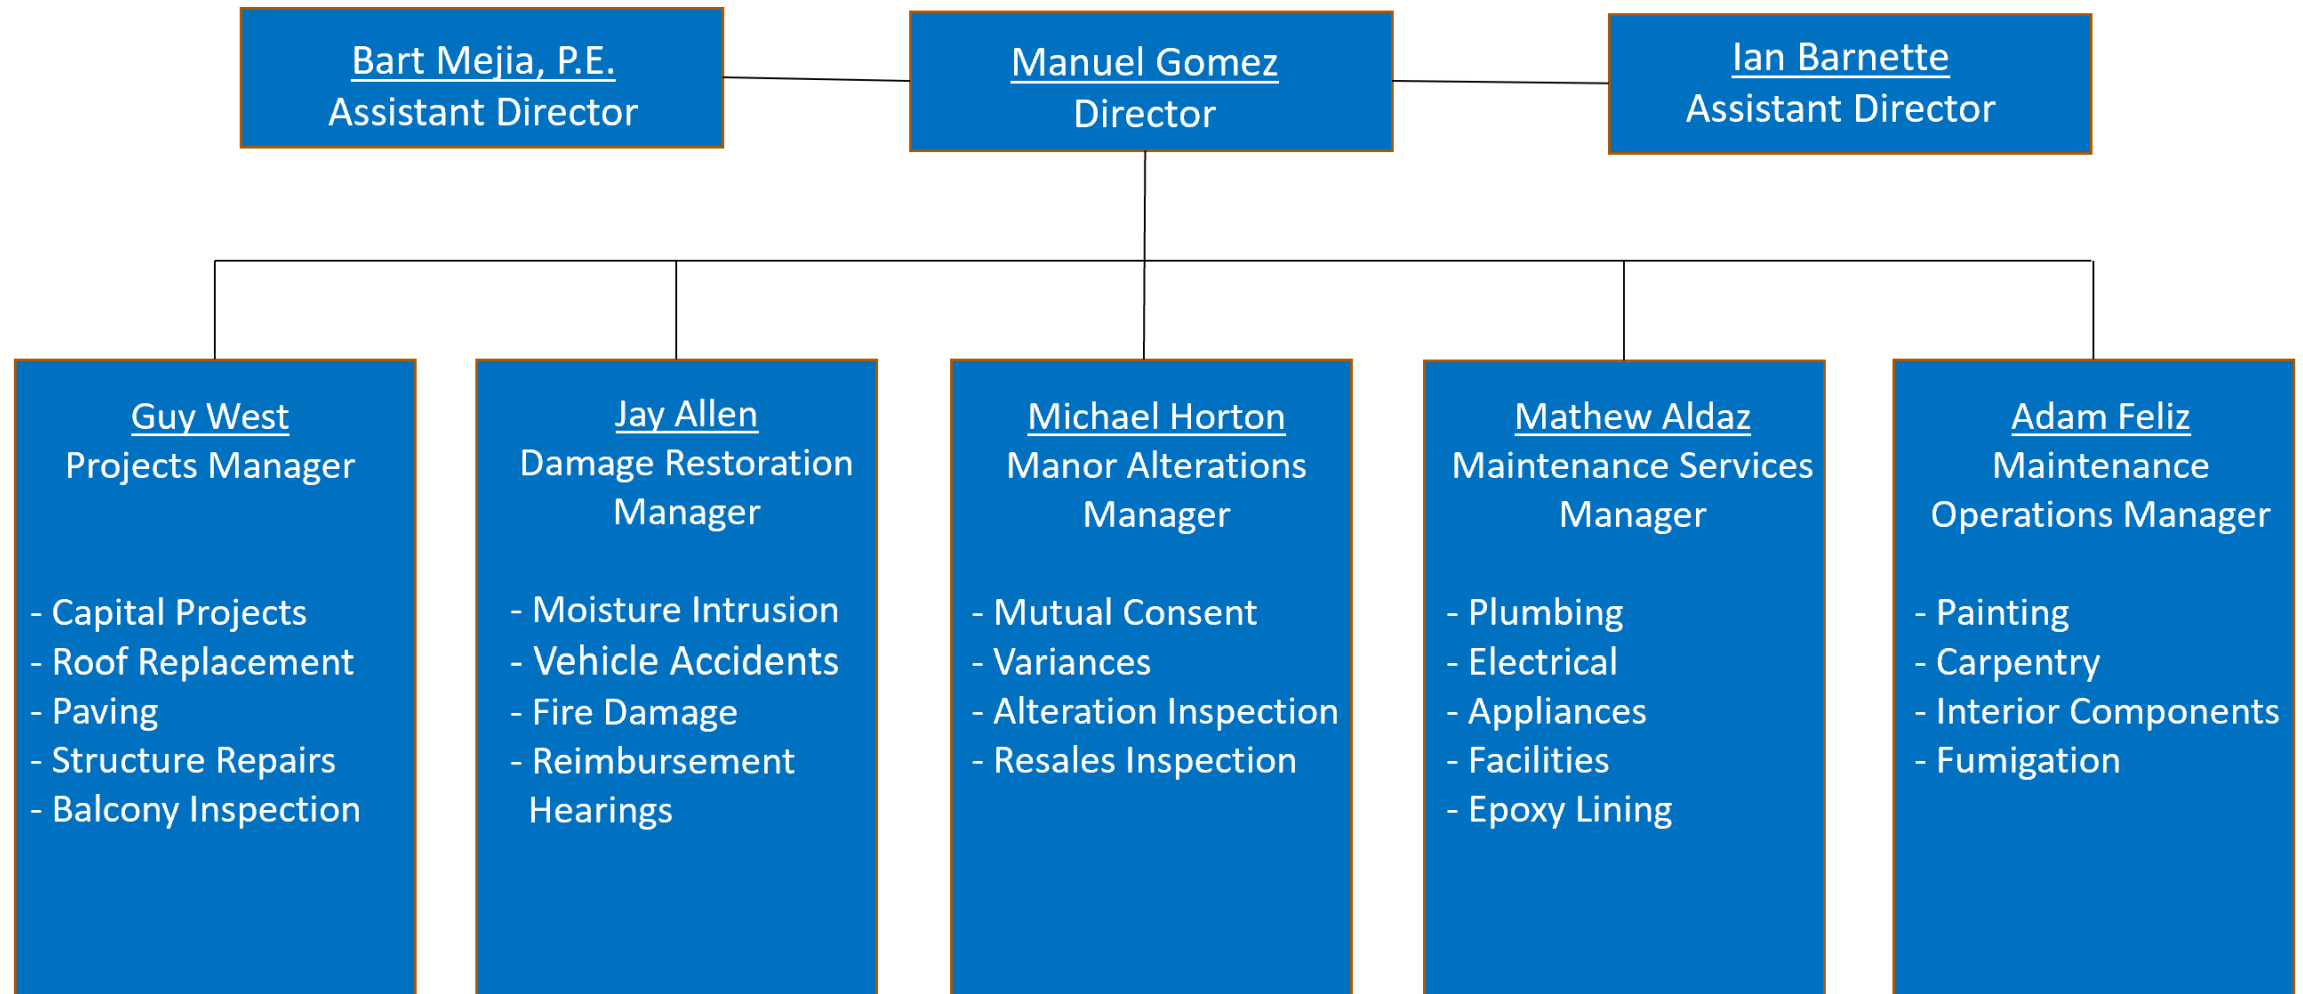 Bart Mejia, P.E.
Assistant Director
Manuel Gomez
Director
Ian Barnette
Assistant Director
Guy West
Projects Manager
- Capital Projects
- Roof Replacement
- Paving
- Structure Repairs
- Balcony Inspection
Jay Allen
Damage Restoration
Manager
- Moisture Intrusion
- Vehicle Accidents
- Fire Damage
- Reimbursement
Hearings
Michael Horton
Manor Alterations
Manager
- Mutual Consent
- Variances
- Alteration Inspection
- Resales Inspection
Mathew Aldaz
Maintenance Services
Manager
- Plumbing
- Electrical
- Appliances
- Facilities
- Epoxy Lining
Adam Feliz
Maintenance
Operations Manager
- Painting
- Carpentry
- Interior Components
- Fumigation